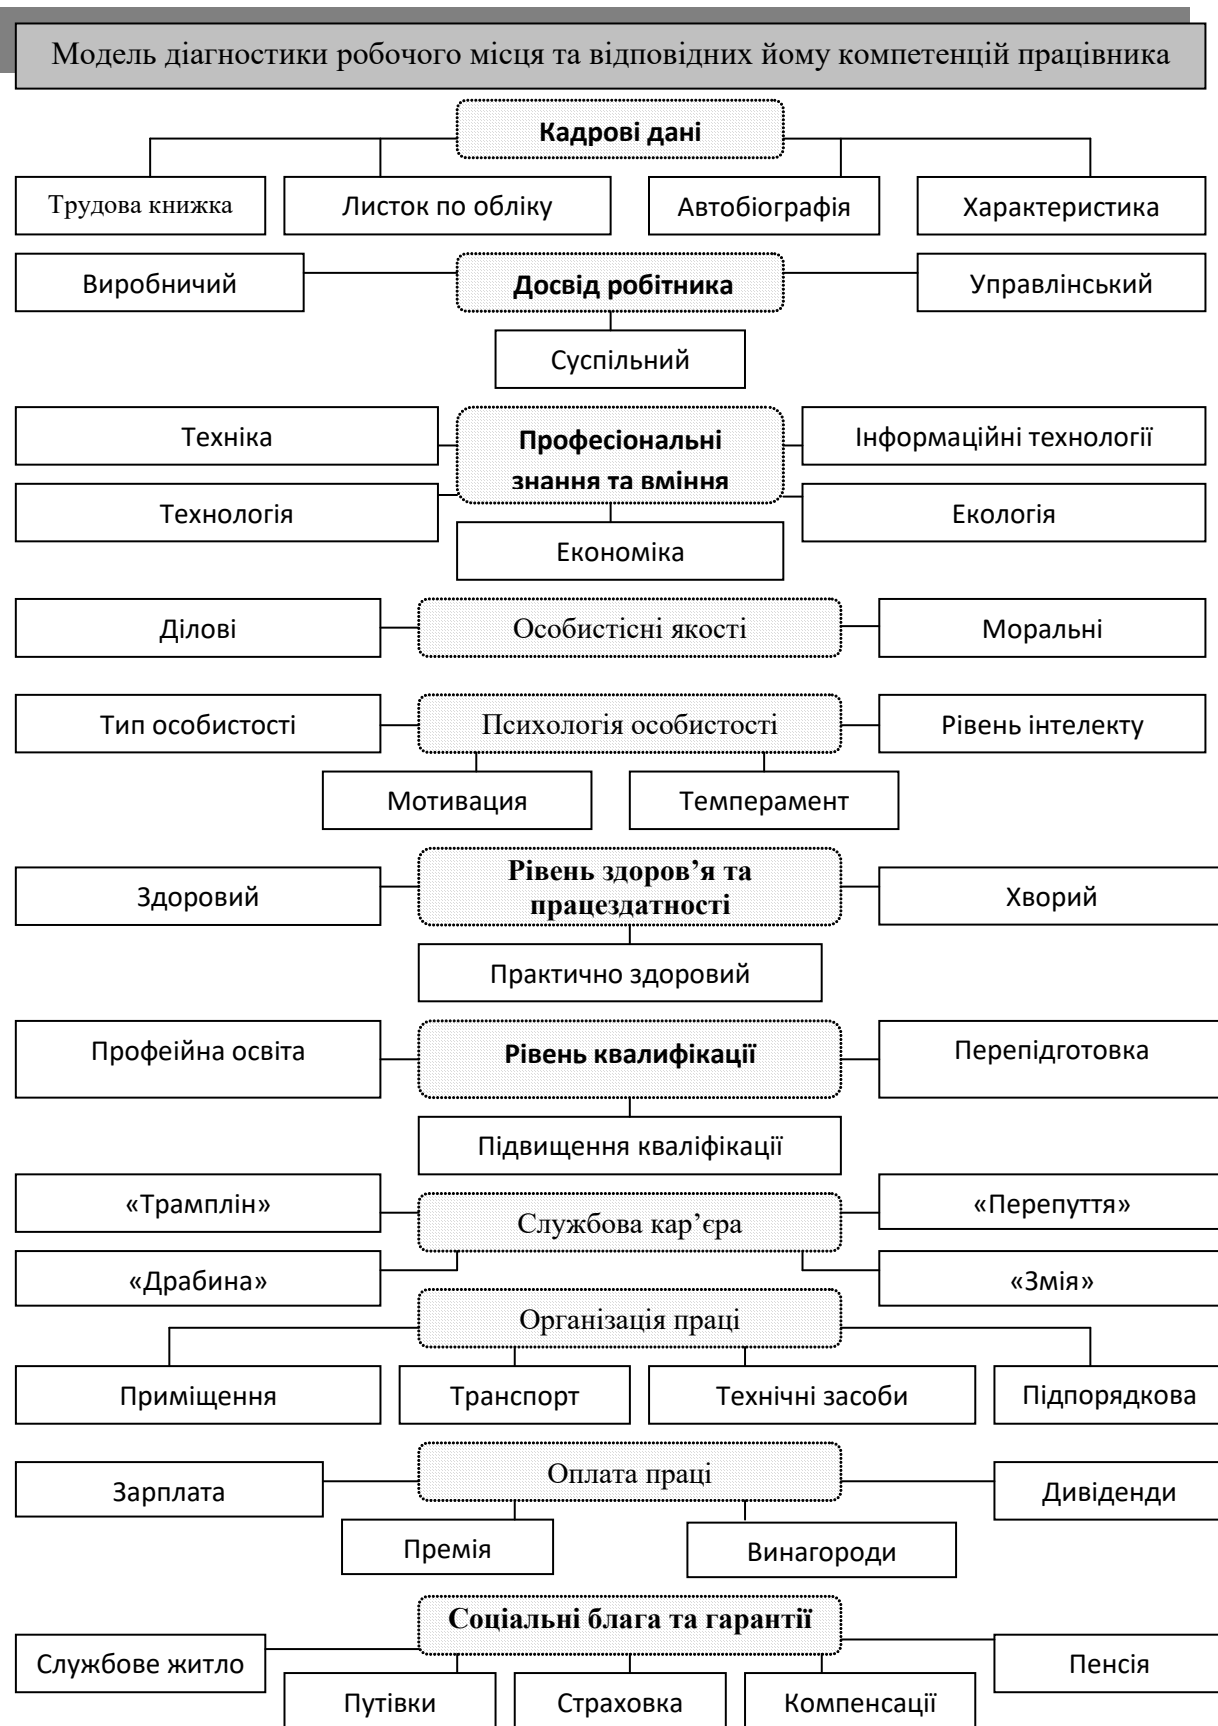 Модель діагностики робочого місця та відповідних йому компетенцій працівника
Кадрові дані
Трудова книжка
Листок по обліку
Автобіографія
Характеристика
Виробничий
Досвід робітника
Управлінський
Суспільний
Техніка
Професіональні
знання та вміння
Інформаційні технології
Технологія
Екологія
Економіка
Ділові
Особистісні якості
Моральні
Тип особистості
Психологія особистості
Рівень інтелекту
Мотивация
Темперамент
Здоровий
Рівень здоров’я та
працездатності
Хворий
Практично здоровий
Профеійна освіта
Рівень квалифікації
Перепідготовка
Підвищення кваліфікації
«Трамплін»
Службова кар’єра
«Перепуття»
«Драбина»
«Змія»
Організація праці
Приміщення
Транспорт
Технічні засоби
Підпорядкова
Зарплата
Оплата праці
Дивіденди
Премія
Винагороди
Соціальні блага та гарантії
Службове житло
Пенсія
Путівки
Страховка
Компенсації